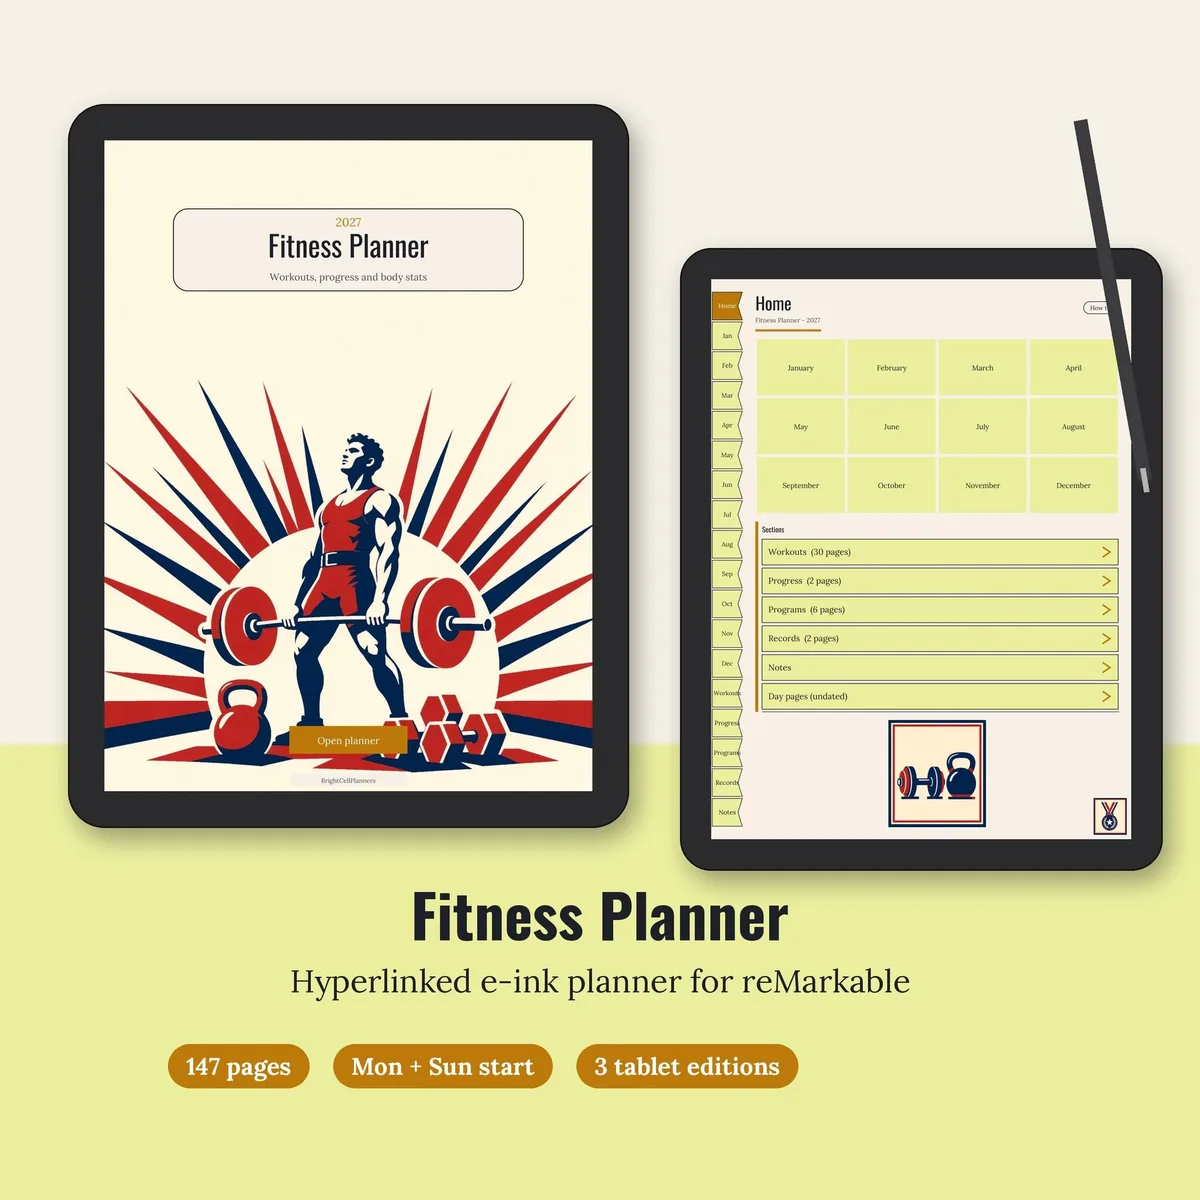 2027
Fitness Planner
Workouts, progress and body stats
Open planner
BrightCellPlanners
Home
Jan
Feb
Mar
Apr
May
Jun
Jul
Aug
Sep
Oct
Nov
Dec
Workouts
Progress
Programs
Records
Notes
Home
Fitness Planner - 2027
How t
January February March April
May June July August
September October November December
Sections
Workouts (30 pages)
Progress (2 pages)
Programs (6 pages)
Records (2 pages)
Notes
Day pages (undated)
Fitness Planner
Hyperlinked e-ink planner for reMarkable
147 pages
Mon + Sun start
3 tablet editions